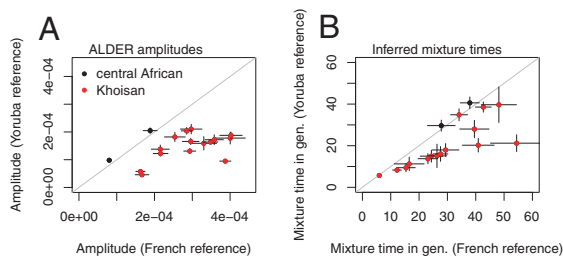 A
ALDER amplitudes
central African
Khoisan
Amplitude (Yoruba reference)
0e+00 2e-04 4e-04
0e+00 2e-04 4e-04
Amplitude (French reference)
B
Inferred mixture times
Mixture time in gen. (Yoruba reference)
0 20 40 60
0 10 20 30 40 50 60
Mixture time in gen. (French reference)